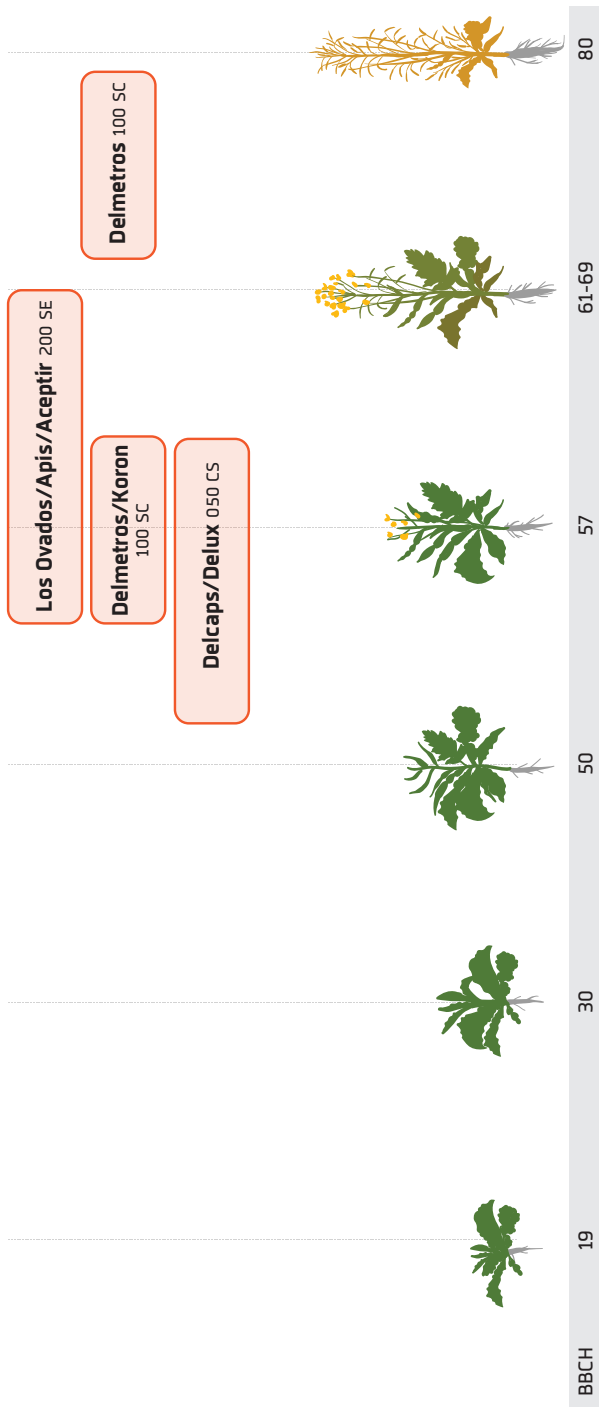 Los Ovados/Apis/Aceptir 200 SE
Delmetros 100 SC
Delmetros/Koron
100 SC
Delcaps/Delux 050 CS
BBCH
19
30
50
57
61-69
80